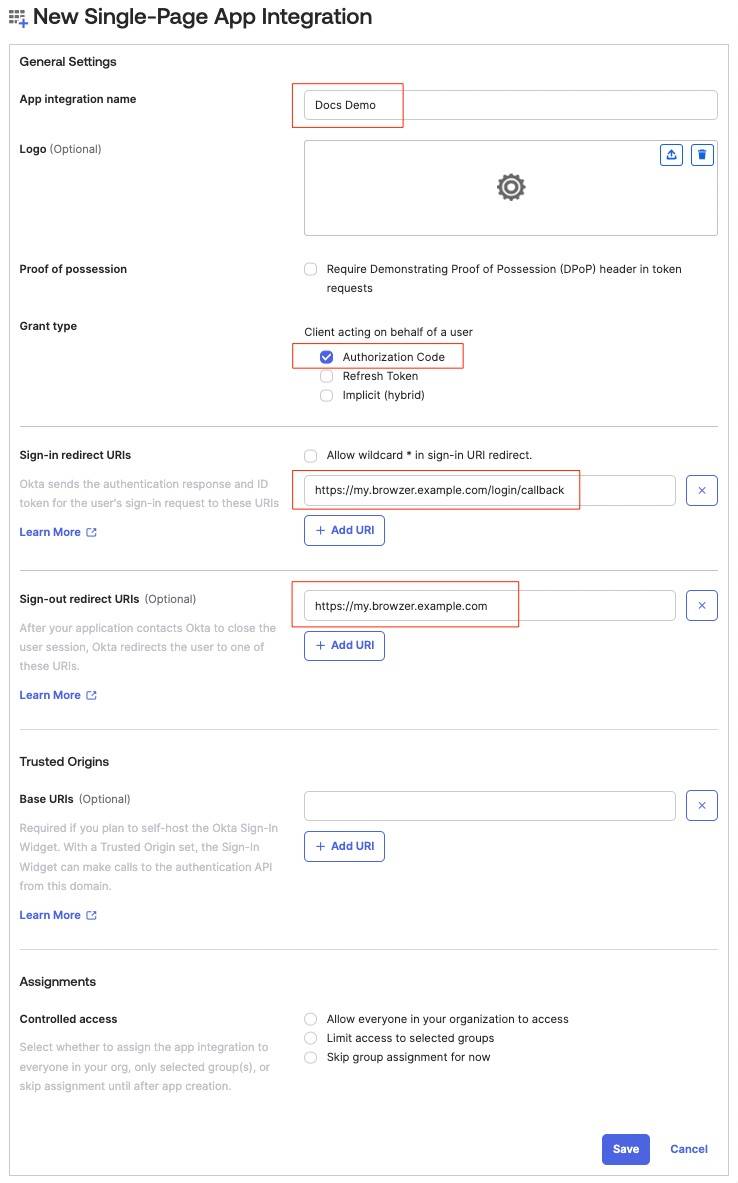 New Single-Page App Integration
General Settings
App integration name
Docs Demo
Logo (Optional)
Proof of possession
Require Demonstrating Proof of Possession (DPoP) header in token
requests
Grant type
Client acting on behalf of a user
Authorization Code
Refresh Token
Implicit (hybrid)
Sign-in redirect URIs
Allow wildcard * in sign-in URI redirect.
Okta sends the authentication response and ID
token for the user's sign-in request to these URIs
https://my.browzer.example.com/login/callback
Learn More
+ Add URI
Sign-out redirect URIs (Optional)
https://my.browzer.example.com
After your application contacts Okta to close the
user session, Okta redirects the user to one of
these URIs.
+ Add URI
Learn More
Trusted Origins
Base URIs (Optional)
Required if you plan to self-host the Okta Sign-In
Widget. With a Trusted Origin set, the Sign-In
Widget can make calls to the authentication API
from this domain.
+ Add URI
Learn More
Assignments
Controlled access
Select whether to assign the app integration to
everyone in your org, only selected group(s), or
skip assignment until after app creation.
Allow everyone in your organization to access
Limit access to selected groups
Skip group assignment for now
Save
Cancel